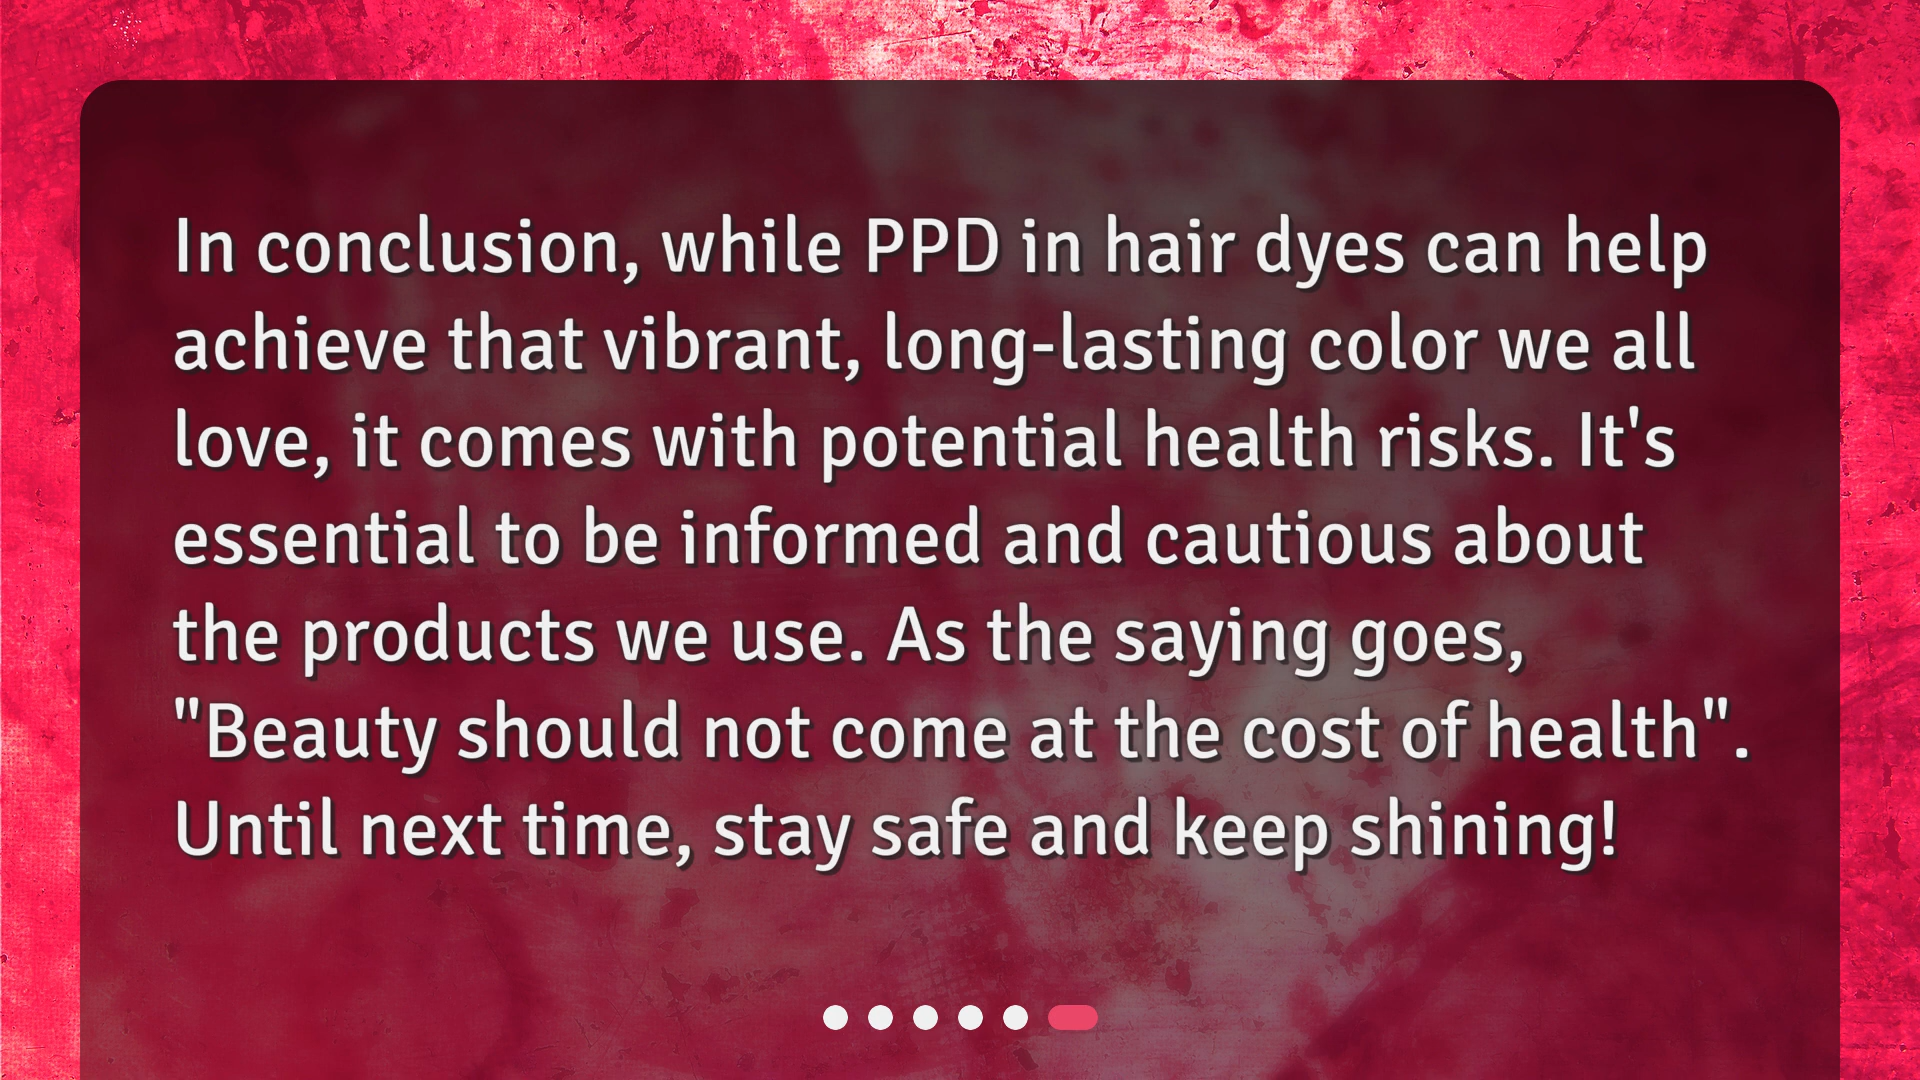 In conclusion, while PPD in hair dyes can help
achieve that vibrant, long-lasting color we all
love, it comes with potential health risks. It's
essential to be informed and cautious about
the products we use. As the saying goes,
"Beauty should not come at the cost of health".
Until next time, stay safe and keep shining!